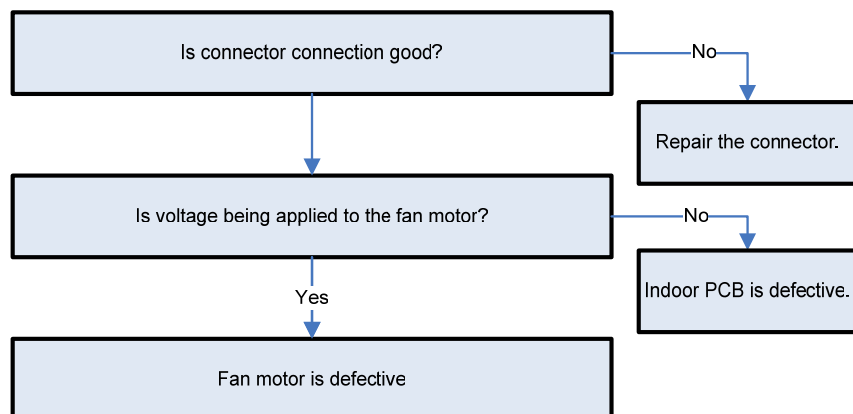 Is connector connection good?
No
Repair the connector.
Is voltage being applied to the fan motor?
No
Indoor PCB is defective.
Yes
Fan motor is defective